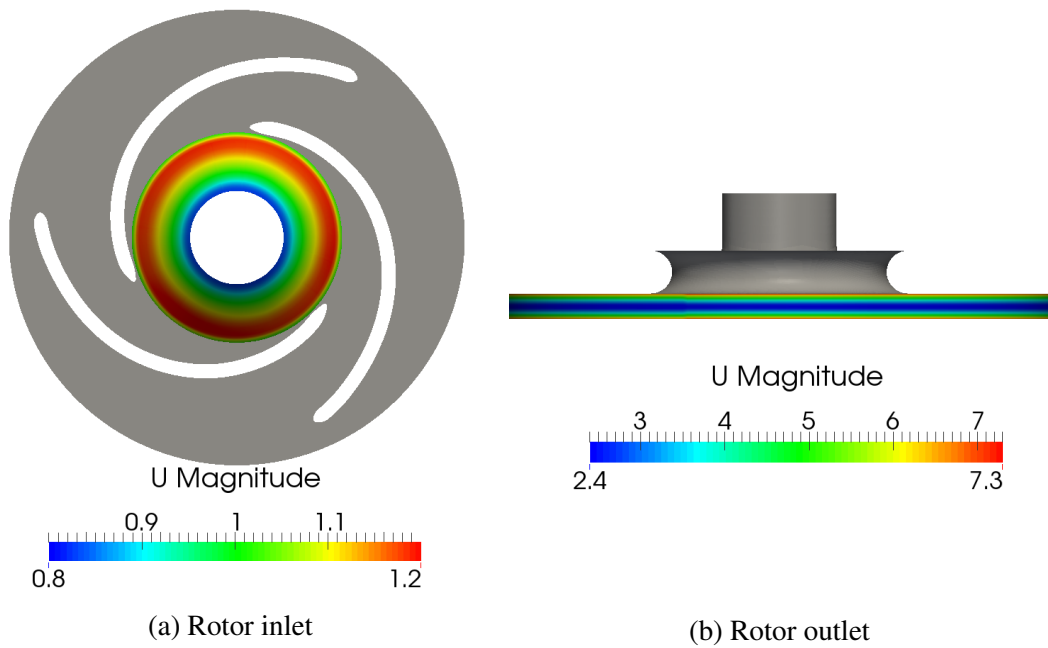 U Magnitude
0.9 1 1.1
0.8 1.2
(a) Rotor inlet
U Magnitude
3 4 5 6 7
2.4 7.3
(b) Rotor outlet